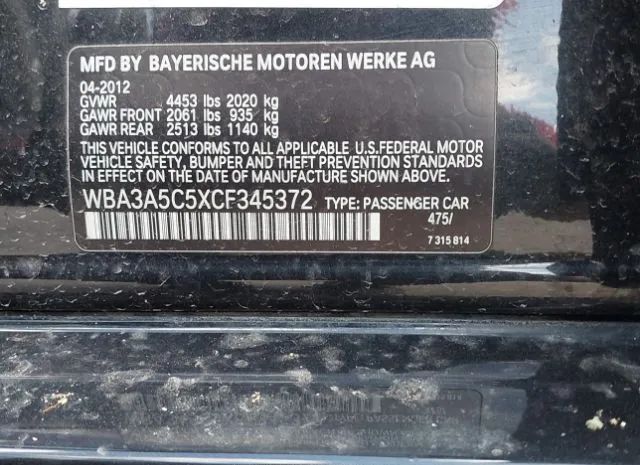 MFD BY BAYERISCHE MOTOREN WERKE AG
04-2012
GVWR 4453 lbs 2020 kg
GAWR FRONT 2061 lbs 935 kg
GAWR REAR 2513 lbs 1140 kg
THIS VEHICLE CONFORMS TO ALL APPLICABLE U.S.FEDERAL MOTOR
VEHICLE SAFETY, BUMPER AND THEFT PREVENTION STANDARDS
IN EFFECT ON THE DATE OF MANUFACTURE SHOWN ABOVE.
WBA3A5C5XCF345372 TYPE: PASSENGER CAR
475/
7 315 814